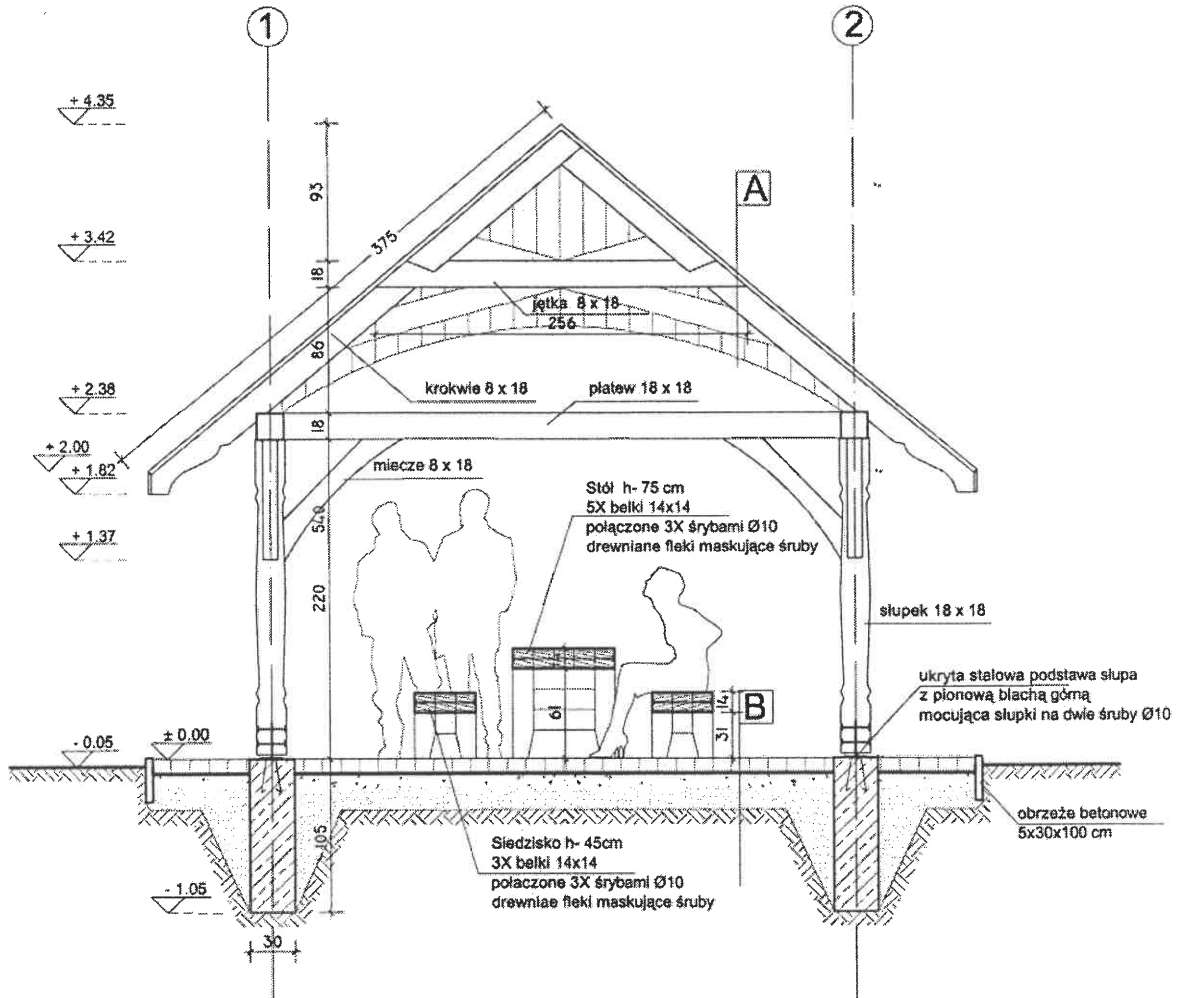 1
2
+ 4.35
93
A
375
+ 3.42
18
jętka 8 x 18
256
86
krokwie 8 x 18
płatew 18 x 18
+ 2.38
18
+ 2.00
+ 1.82
miecze 8 x 18
Stół h- 75 cm
5X belki 14x14
połączone 3X śrybami Ø10
drewniane fleki maskujące śruby
540
+ 1.37
220
słupek 18 x 18
ukryta stalowa podstawa słupa
z pionową blachą górną
mocująca słupki na dwie śruby Ø10
61
14
31
B
- 0.05
± 0.00
obrzeże betonowe
5x30x100 cm
105
Siedzisko h- 45cm
3X belki 14x14
połaczone 3X śrybami Ø10
drewniae fleki maskujące śruby
- 1.05
30